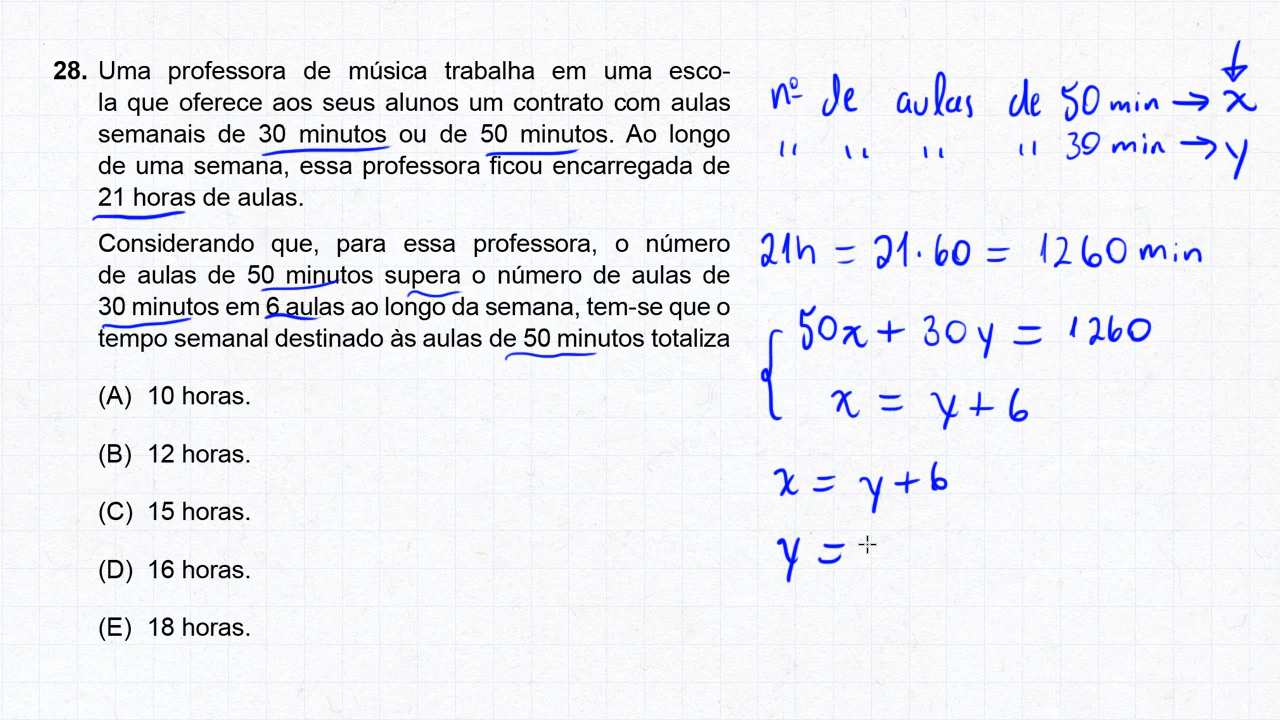 28. Uma professora de música trabalha em uma esco-
la que oferece aos seus alunos um contrato com aulas
semanais de 30 minutos ou de 50 minutos. Ao longo
de uma semana, essa professora ficou encarregada de
21 horas de aulas.
Considerando que, para essa professora, o número
de aulas de 50 minutos supera o número de aulas de
30 minutos em 6 aulas ao longo da semana, tem-se que o
tempo semanal destinado às aulas de 50 minutos totaliza
(A) 10 horas.
(B) 12 horas.
(C) 15 horas.
(D) 16 horas.
(E) 18 horas.
↓
nº de aulas de 50 min → x
" " " " 30 min → y
21h = 21.60 = 1260 min
50x + 30y = 1260
x = y + 6
x = y + 6
y =